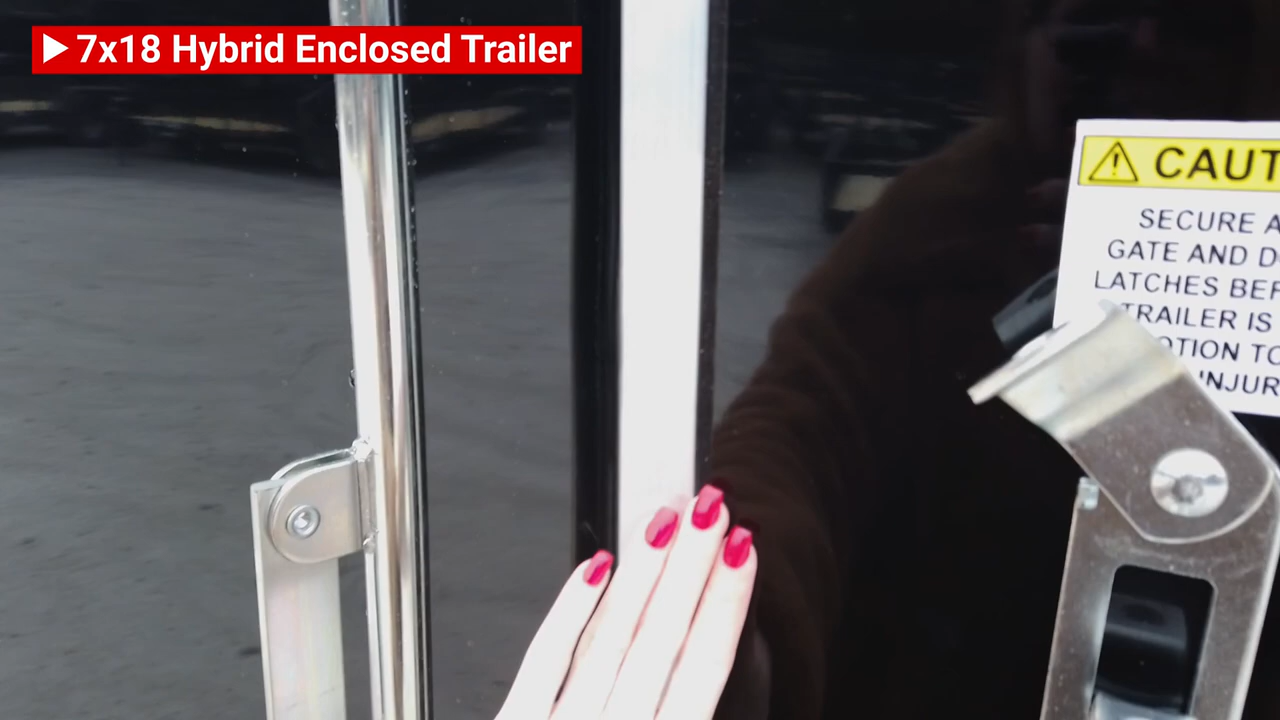 7x18 Hybrid Enclosed Trailer
CAUT
SECURE A
GATE AND D
LATCHES BEF
TRAILER IS
OTION TO
INJUR